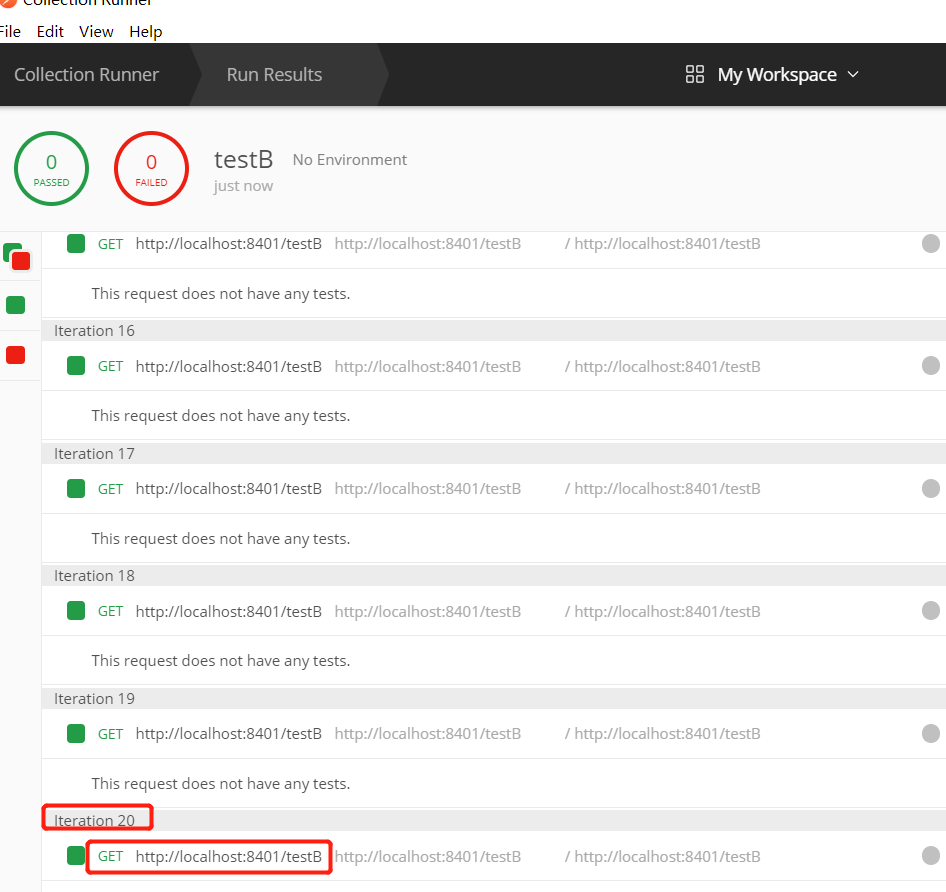 Collection Runner
File Edit View Help
Collection Runner Run Results My Workspace
0 PASSED
0 FAILED
testB No Environment
just now
GET http://localhost:8401/testB http://localhost:8401/testB / http://localhost:8401/testB
This request does not have any tests.
Iteration 16
GET http://localhost:8401/testB http://localhost:8401/testB / http://localhost:8401/testB
This request does not have any tests.
Iteration 17
GET http://localhost:8401/testB http://localhost:8401/testB / http://localhost:8401/testB
This request does not have any tests.
Iteration 18
GET http://localhost:8401/testB http://localhost:8401/testB / http://localhost:8401/testB
This request does not have any tests.
Iteration 19
GET http://localhost:8401/testB http://localhost:8401/testB / http://localhost:8401/testB
This request does not have any tests.
Iteration 20
GET http://localhost:8401/testB http://localhost:8401/testB / http://localhost:8401/testB